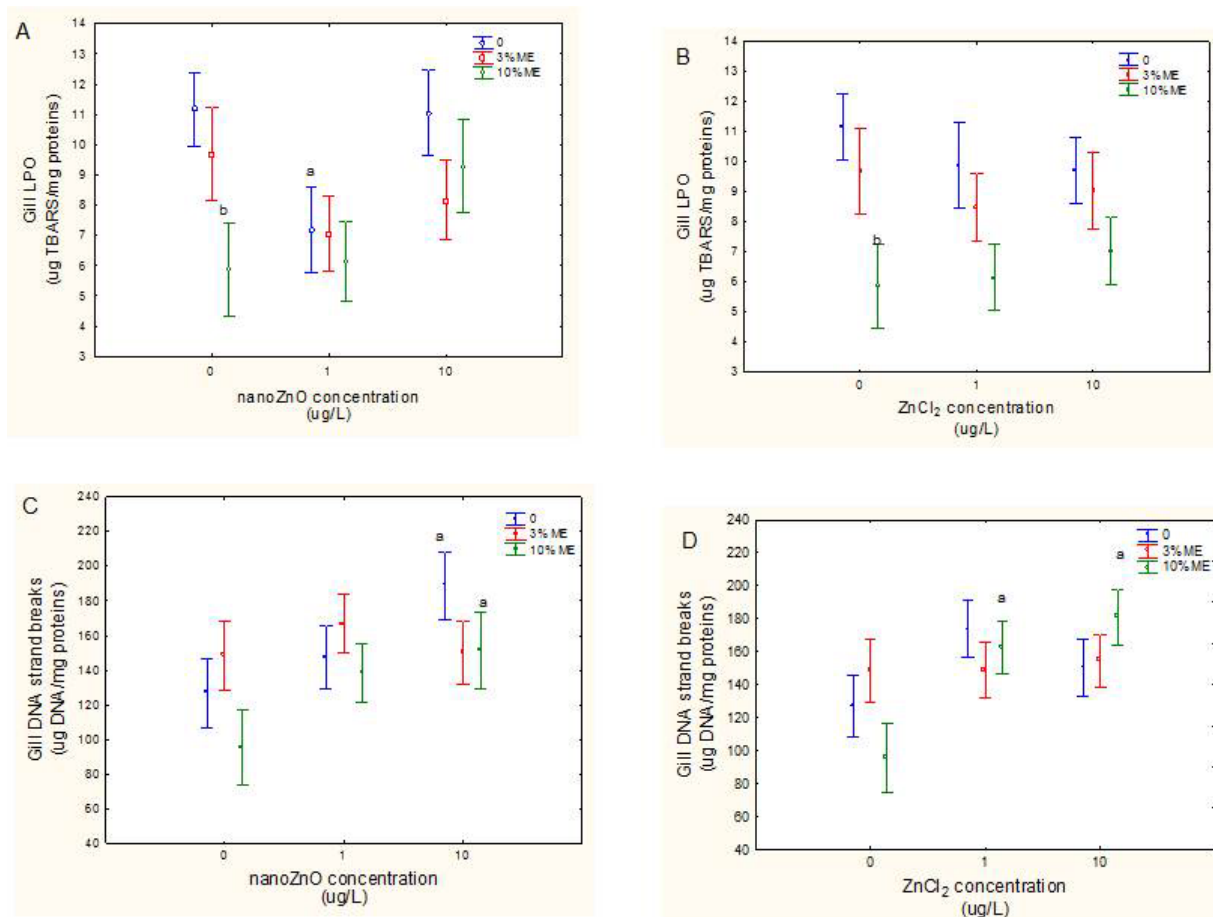 A
Gill LPO
(ug TBARS/mg proteins)
14
13
12
11
10
9
8
7
6
5
4
3
0
3% ME
10% ME
b
a
0
1
10
nanoZnO concentration
(ug/L)
B
Gill LPO
(ug TBARS/mg proteins)
14
13
12
11
10
9
8
7
6
5
4
3
0
3% ME
10% ME
b
0
1
10
ZnCl₂ concentration
(ug/L)
C
Gill DNA strand breaks
(ug DNA/mg proteins)
240
220
200
180
160
140
120
100
80
60
40
0
3% ME
10% ME
a
a
0
1
10
nanoZnO concentration
(ug/L)
D
Gill DNA strand breaks
(ug DNA/mg proteins)
240
220
200
180
160
140
120
100
80
60
40
0
3% ME
10% ME
a
a
0
1
10
ZnCl₂ concentration
(ug/L)